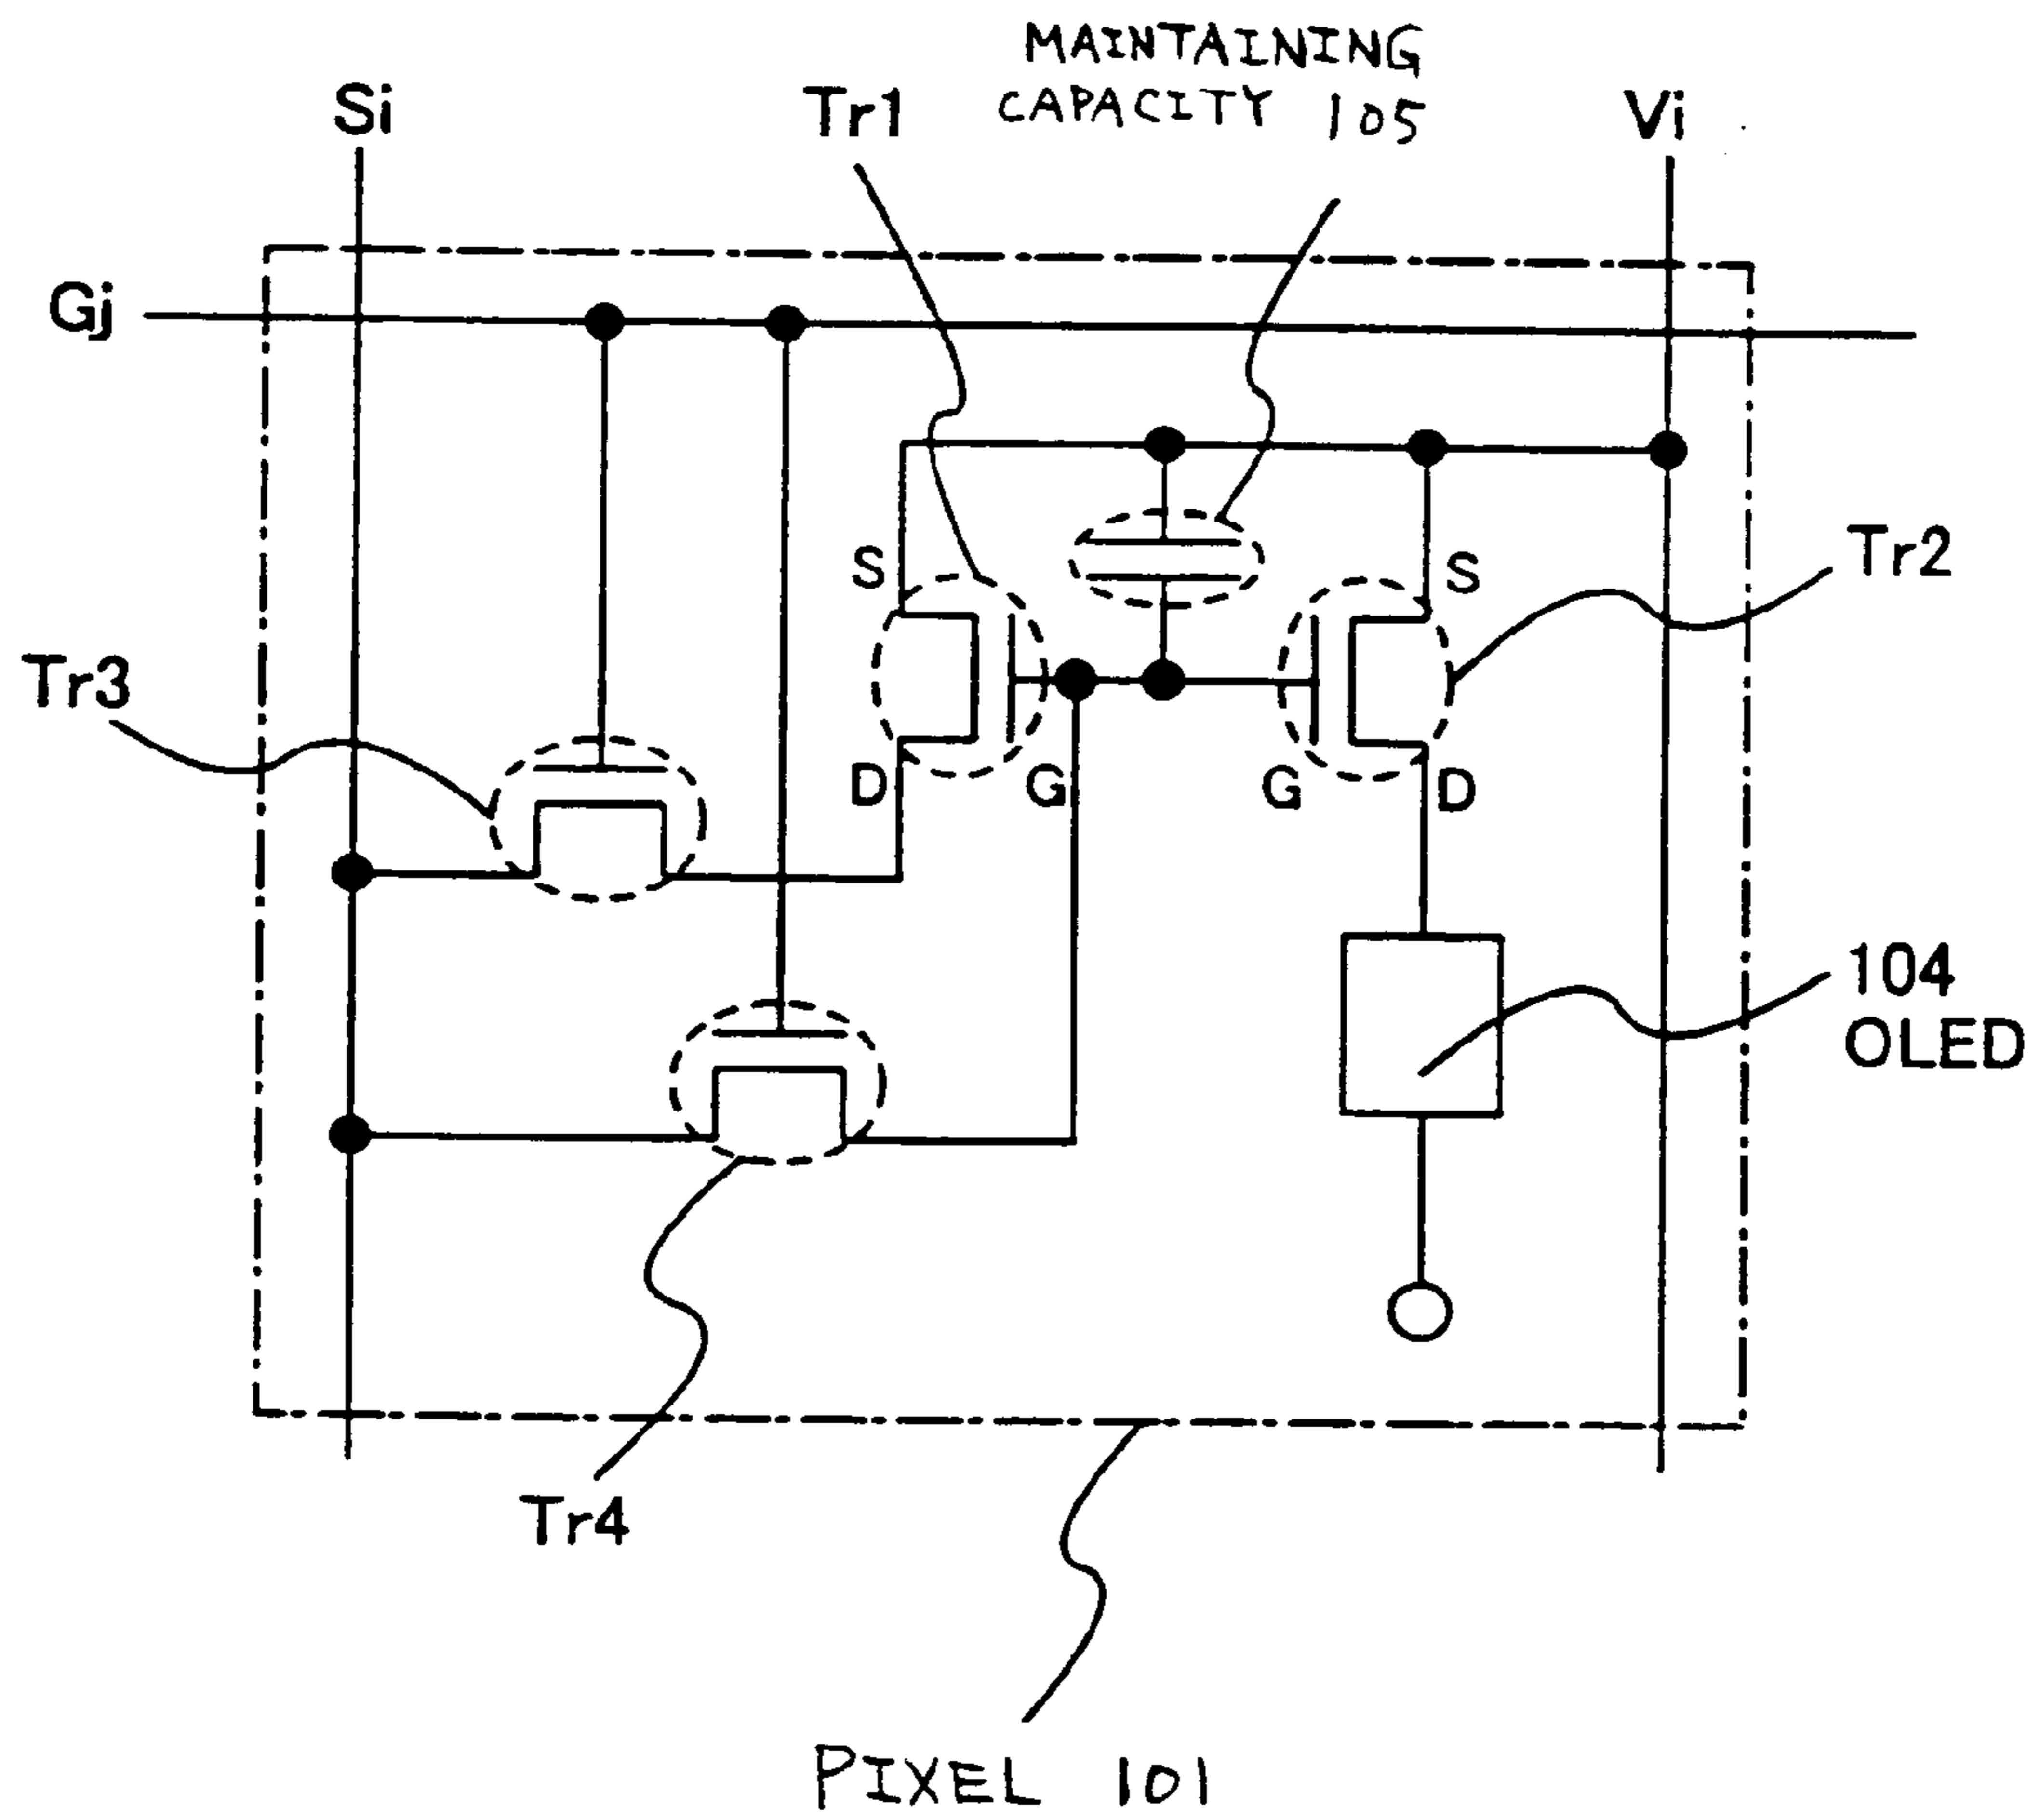 MAINTAINING
CAPACITY 105
Si
Tr1
Vi
Gj
S
S
Tr2
Tr3
D
G
G
D
104
OLED
Tr4
PIXEL 101